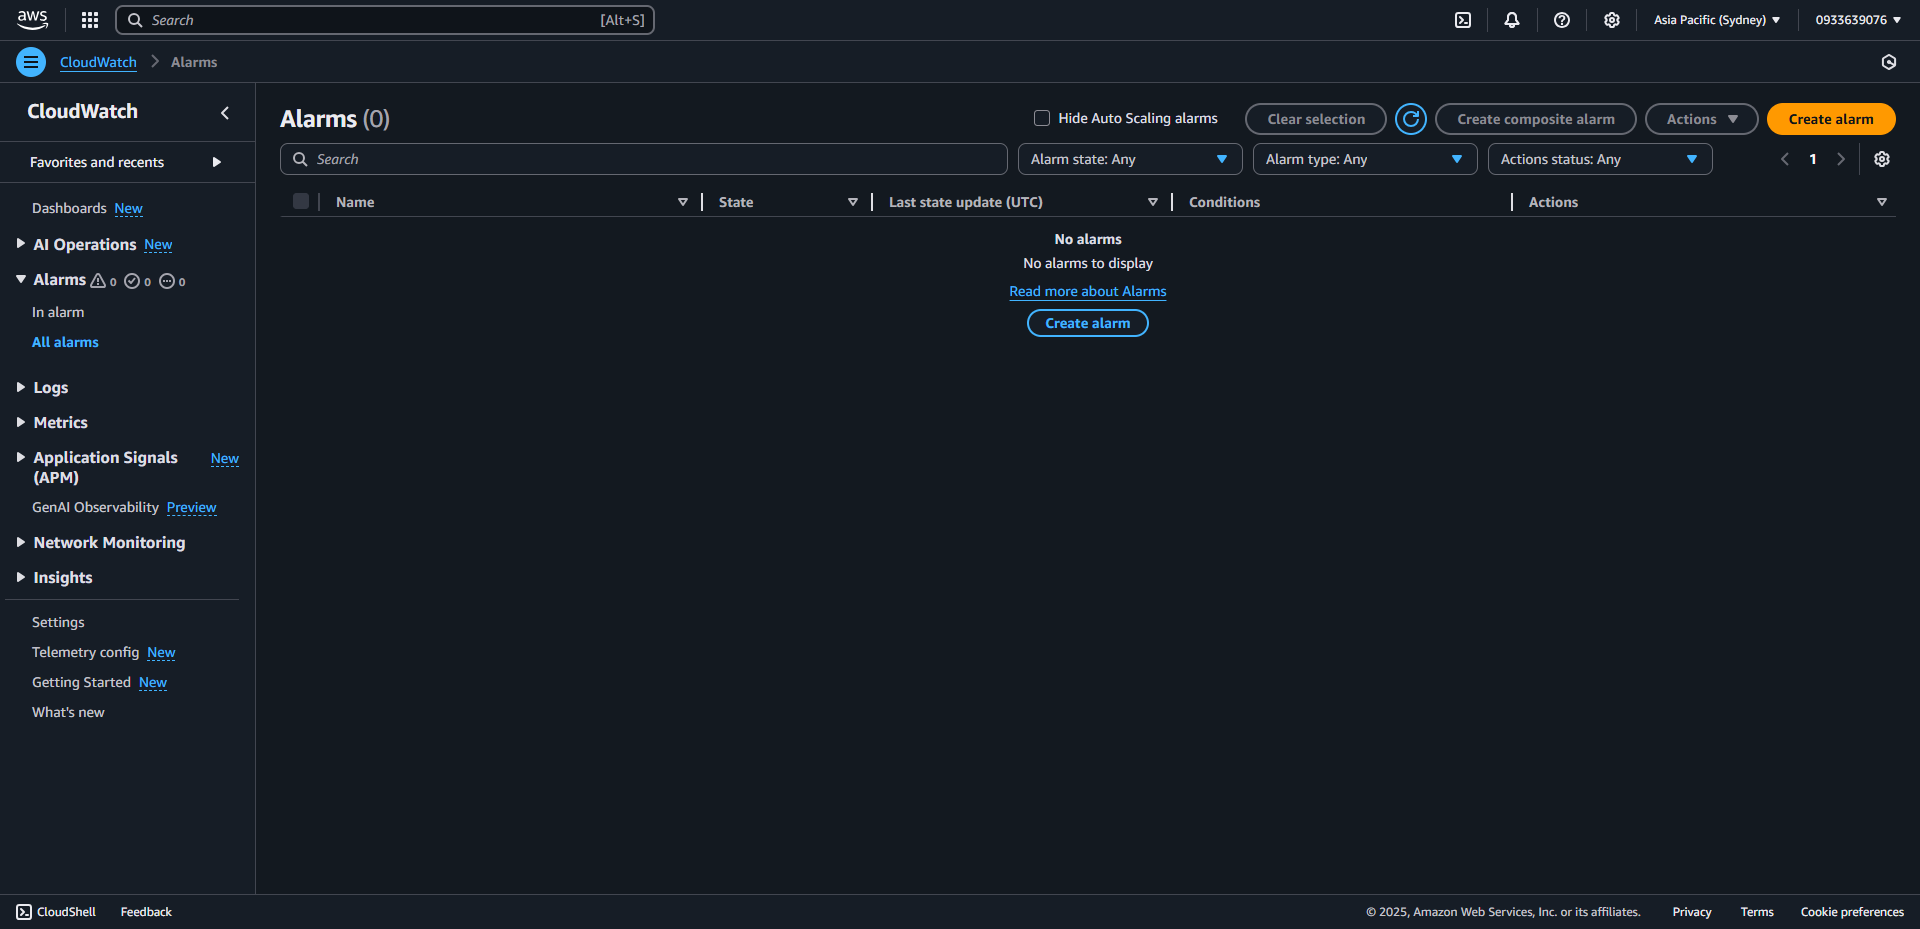 aws
Search [Alt+S]
Asia Pacific (Sydney)
0933639076
CloudWatch
Alarms
CloudWatch
Favorites and recents
Dashboards New
AI Operations New
Alarms 0 0 0
In alarm
All alarms
Logs
Metrics
Application Signals New
(APM)
GenAI Observability Preview
Network Monitoring
Insights
Settings
Telemetry config New
Getting Started New
What's new
Alarms (0)
Hide Auto Scaling alarms
Clear selection
Create composite alarm
Actions
Create alarm
Search
Alarm state: Any
Alarm type: Any
Actions status: Any
1
Name
State
Last state update (UTC)
Conditions
Actions
No alarms
No alarms to display
Read more about Alarms
Create alarm
CloudShell
Feedback
© 2025, Amazon Web Services, Inc. or its affiliates.
Privacy
Terms
Cookie preferences